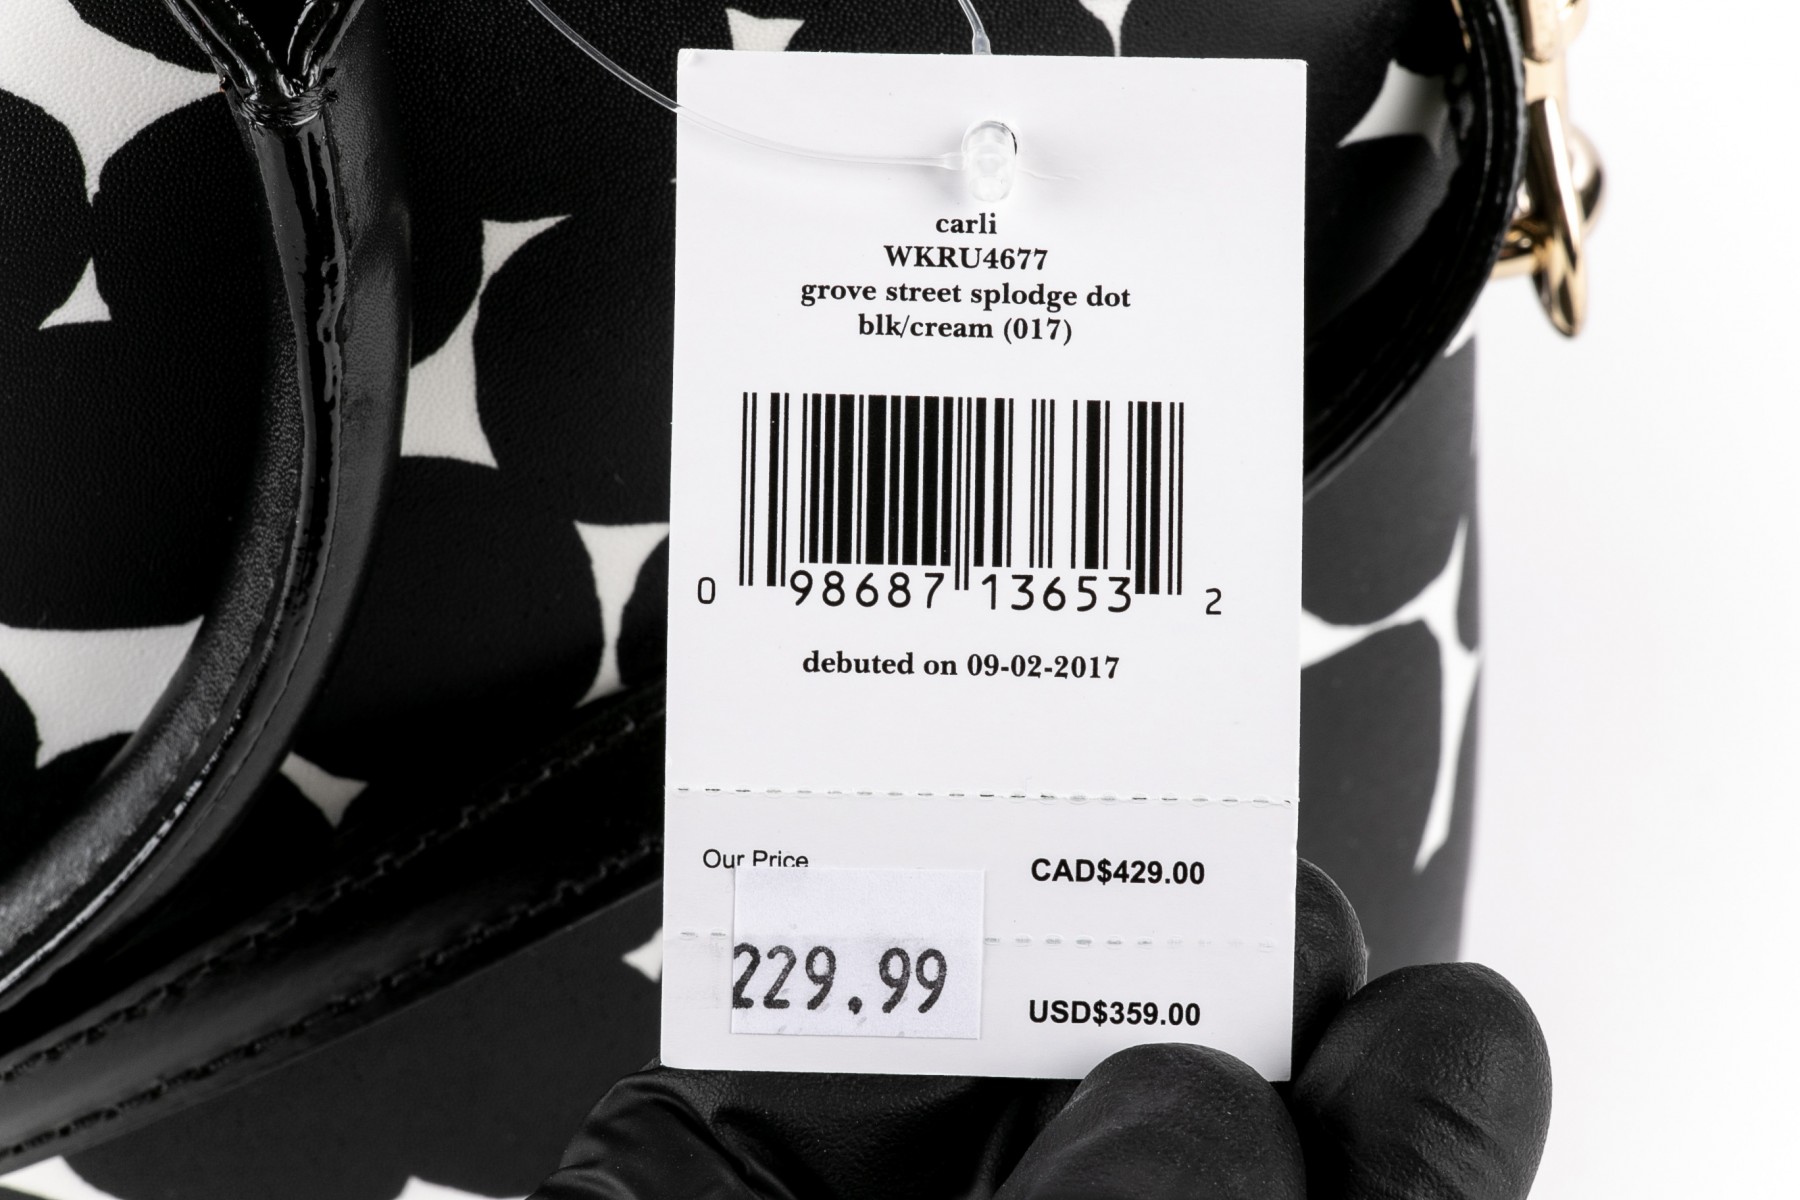 carli
WKRU4677
grove street splodge dot
blk/cream (017)
0 98687 13653 2
debuted on 09-02-2017
Our Price CAD$429.00
229.99
USD$359.00